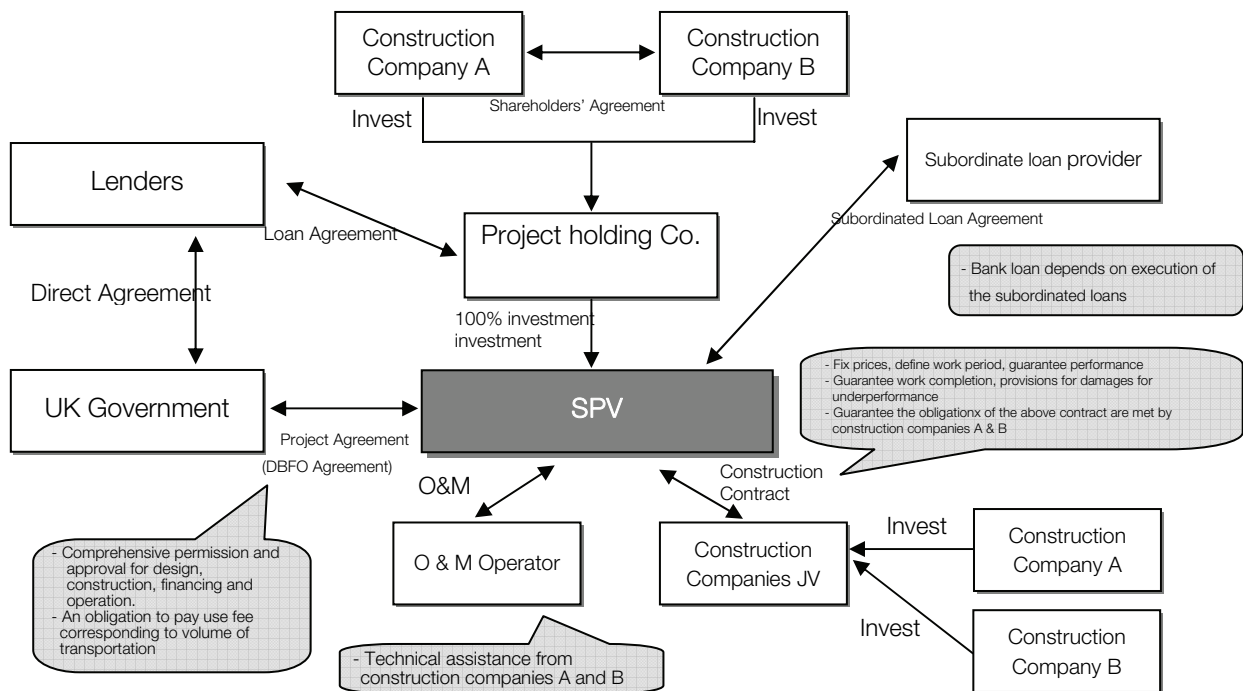 Construction
Company A
Construction
Company B
Shareholders' Agreement
Invest
Invest
Subordinate loan provider
Lenders
Loan Agreement
Project holding Co.
Subordinated Loan Agreement
- Bank loan depends on execution of
the subordinated loans
Direct Agreement
100% investment
investment
- Fix prices, define work period, guarantee performance
- Guarantee work completion, provisions for damages for
underperformance
- Guarantee the obligationx of the above contract are met by
construction companies A & B
UK Government
SPV
Project Agreement
(DBFO Agreement)
O&M
Construction
Contract
- Comprehensive permission and
approval for design,
construction, financing and
operation.
- An obligation to pay use fee
corresponding to volume of
transportation
O & M Operator
Construction
Companies JV
Invest
Construction
Company A
Invest
Construction
Company B
- Technical assistance from
construction companies A and B